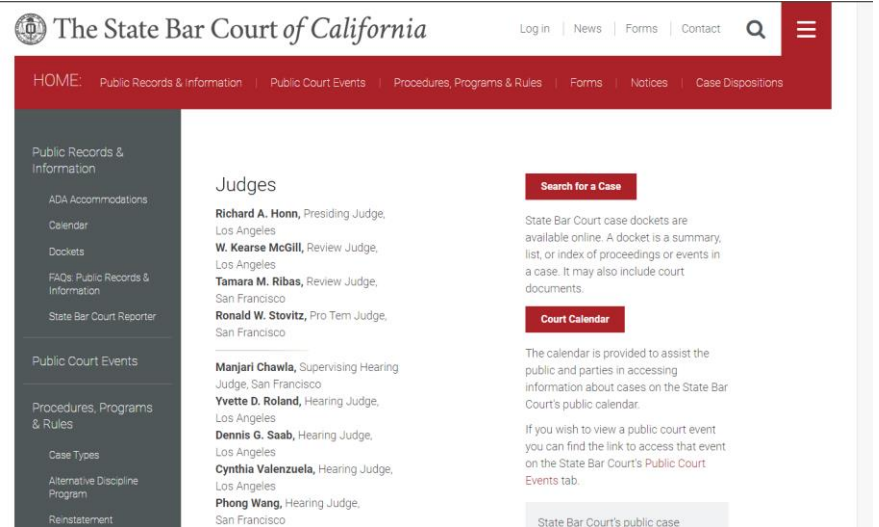 The State Bar Court of California
Log in
News
Forms
Contact
HOME:
Public Records & Information
Public Court Events
Procedures, Programs & Rules
Forms
Notices
Case Dispositions
Public Records &
Information
ADA Accommodations
Calendar
Dockets
FAQs: Public Records &
Information
State Bar Court Reporter
Public Court Events
Procedures, Programs
& Rules
Case Types
Alternative Discipline
Program
Reinstatement
Judges
Richard A. Honn, Presiding Judge,
Los Angeles
W. Kearse McGill, Review Judge,
Los Angeles
Tamara M. Ribas, Review Judge,
San Francisco
Ronald W. Stovitz, Pro Tem Judge,
San Francisco
Manjari Chawla, Supervising Hearing
Judge, San Francisco
Yvette D. Roland, Hearing Judge,
Los Angeles
Dennis G. Saab, Hearing Judge,
Los Angeles
Cynthia Valenzuela, Hearing Judge,
Los Angeles
Phong Wang, Hearing Judge,
San Francisco
Search for a Case
State Bar Court case dockets are
available online. A docket is a summary,
list, or index of proceedings or events in
a case. It may also include court
documents.
Court Calendar
The calendar is provided to assist the
public and parties in accessing
information about cases on the State Bar
Court's public calendar.
If you wish to view a public court event
you can find the link to access that event
on the State Bar Court's Public Court
Events tab.
State Bar Court's public case